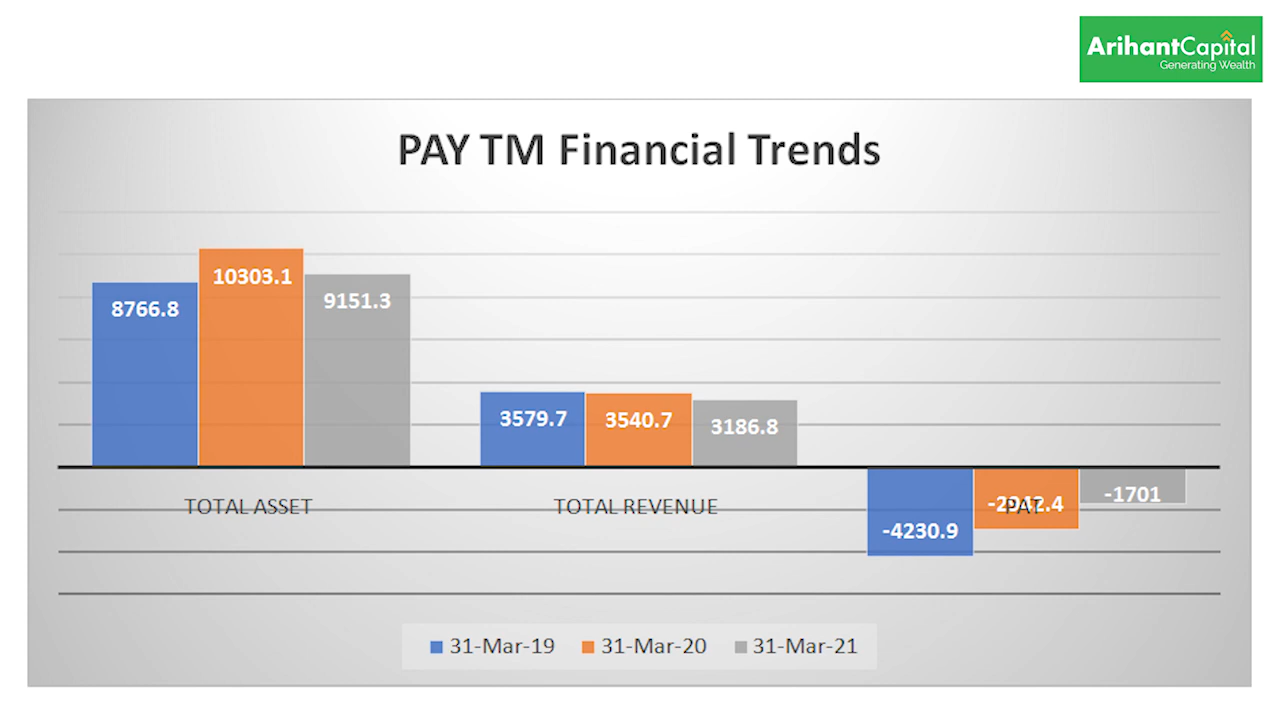 ArihantCapital
Generating Wealth
PAY TM Financial Trends
8766.8
10303.1
9151.3
3579.7
3540.7
3186.8
TOTAL ASSET
TOTAL REVENUE
PAT
-4230.9
-1701
31-Mar-19
31-Mar-20
31-Mar-21